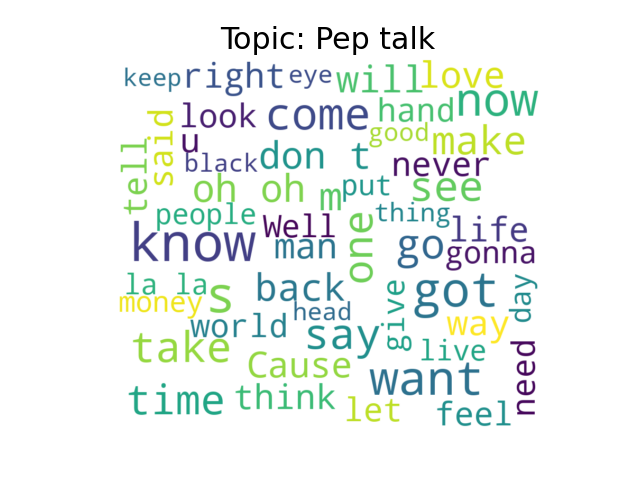 Topic: Pep talk
keep right eye will love
said look come hand now
u good make
tell black don t never
oh oh m put see
people Well thing
know man one go life
gonna
la la s back got day
money head give
world say way
take Cause live need
want
time think let feel